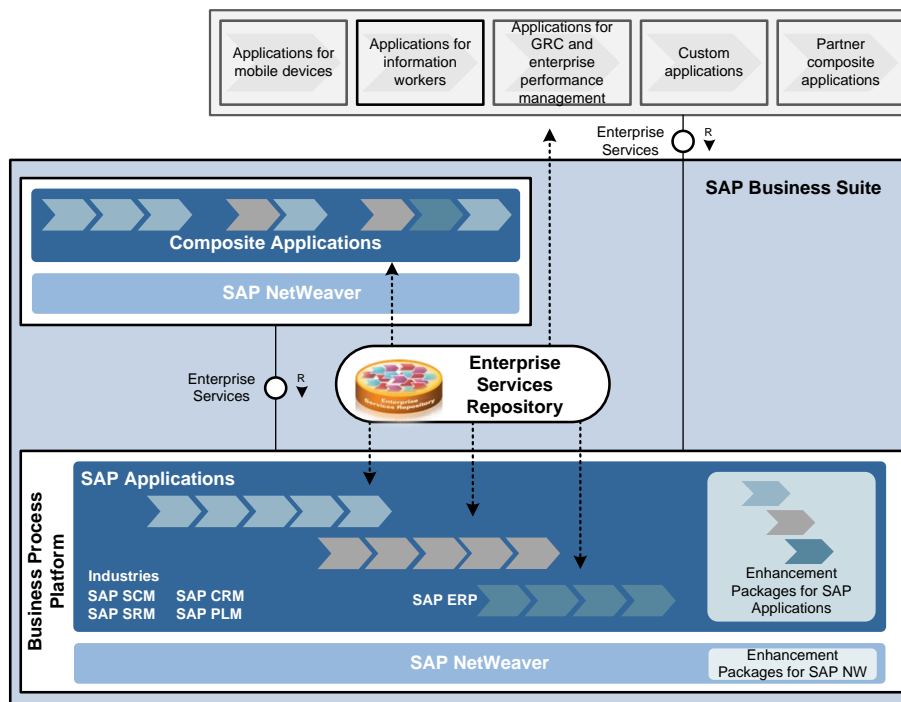 Applications for
mobile devices
Applications for
information
workers
Applications for
GRC and
enterprise
performance
management
Custom
applications
Partner
composite
applications
Enterprise
Services
R
SAP Business Suite
Composite Applications
SAP NetWeaver
Enterprise
Services
R
Enterprise Services Repository
Enterprise
Services
Repository
Business Process
Platform
SAP Applications
Industries
SAP SCM SAP CRM
SAP SRM SAP PLM
SAP ERP
Enhancement
Packages for SAP
Applications
SAP NetWeaver
Enhancement
Packages for SAP NW